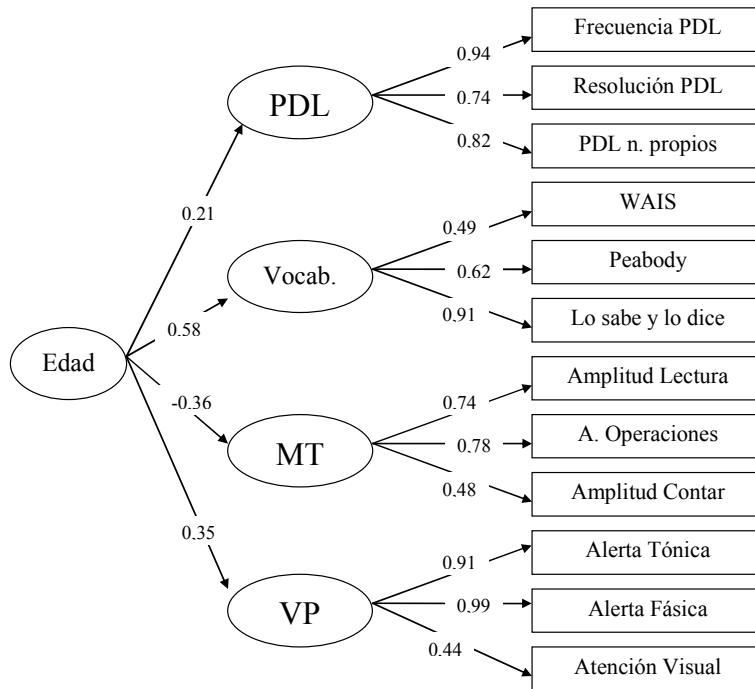 Frecuencia PDL
0.94
PDL
0.74
Resolución PDL
0.82
PDL n. propios
0.21
WAIS
0.49
Vocab.
0.62
Peabody
0.91
Lo sabe y lo dice
0.58
Edad
Amplitud Lectura
-0.36
0.74
MT
0.78
A. Operaciones
0.48
Amplitud Contar
0.35
Alerta Tónica
0.91
VP
0.99
Alerta Fásica
0.44
Atención Visual